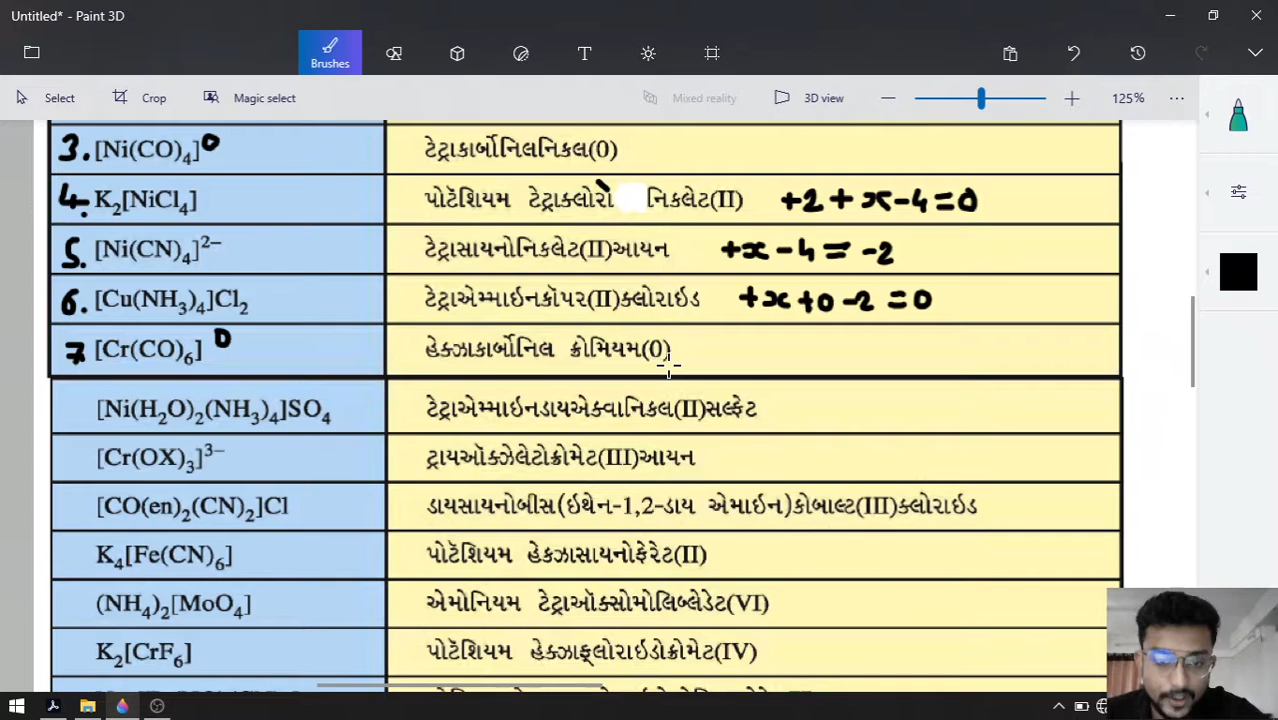 Untitled* - Paint 3D
Brushes
Select Crop Magic select Mixed reality 3D view 125%
3. [Ni(CO)4]⁰ ટેટ્રાકાર્બોનિલનિકલ(0)
4. K2[NiCl4] પોટૅશિયમ ટેટ્રાક્લોરો નિકલેટ(II) +2+x-4=0
5. [Ni(CN)4]2− ટેટ્રાસાયનોનિકલેટ(II)આયન +x-4=-2
6. [Cu(NH3)4]Cl2 ટેટ્રાએમ્માઇનકૉપર(II)ક્લોરાઇડ +x+0-2=0
7. [Cr(CO)6] 0 હેક્ઝાકાર્બોનિલ ક્રોમિયમ(0)
[Ni(H2O)2(NH3)4]SO4 ટેટ્રાએમ્માઇનડાયએક્વાનિકલ(II)સલ્ફેટ
[Cr(OX)3]3− ટ્રાયઑક્ઝેલેટોક્રોમેટ(III)આયન
[CO(en)2(CN)2]Cl ડાયસાયનોબીસ(ઇથેન-1,2-ડાય એમાઇન)કોબાલ્ટ(III)ક્લોરાઇડ
K4[Fe(CN)6] પોટૅશિયમ હેક્ઝાસાયનોફેરેટ(II)
(NH4)2[MoO4] એમોનિયમ ટેટ્રાઑક્સોમોલિબ્લેડેટ(VI)
K2[CrF6] પોટૅશિયમ હેક્ઝાફ્લોરાઇડોક્રોમેટ(IV)